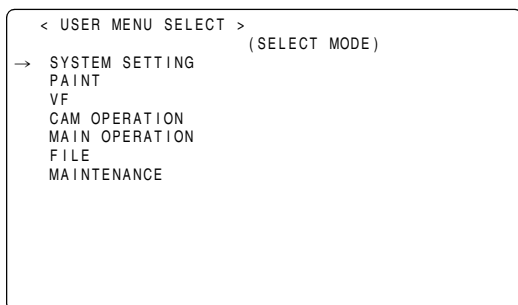 < USER MENU SELECT >
(SELECT MODE)
→ SYSTEM SETTING
PAINT
VF
CAM OPERATION
MAIN OPERATION
FILE
MAINTENANCE